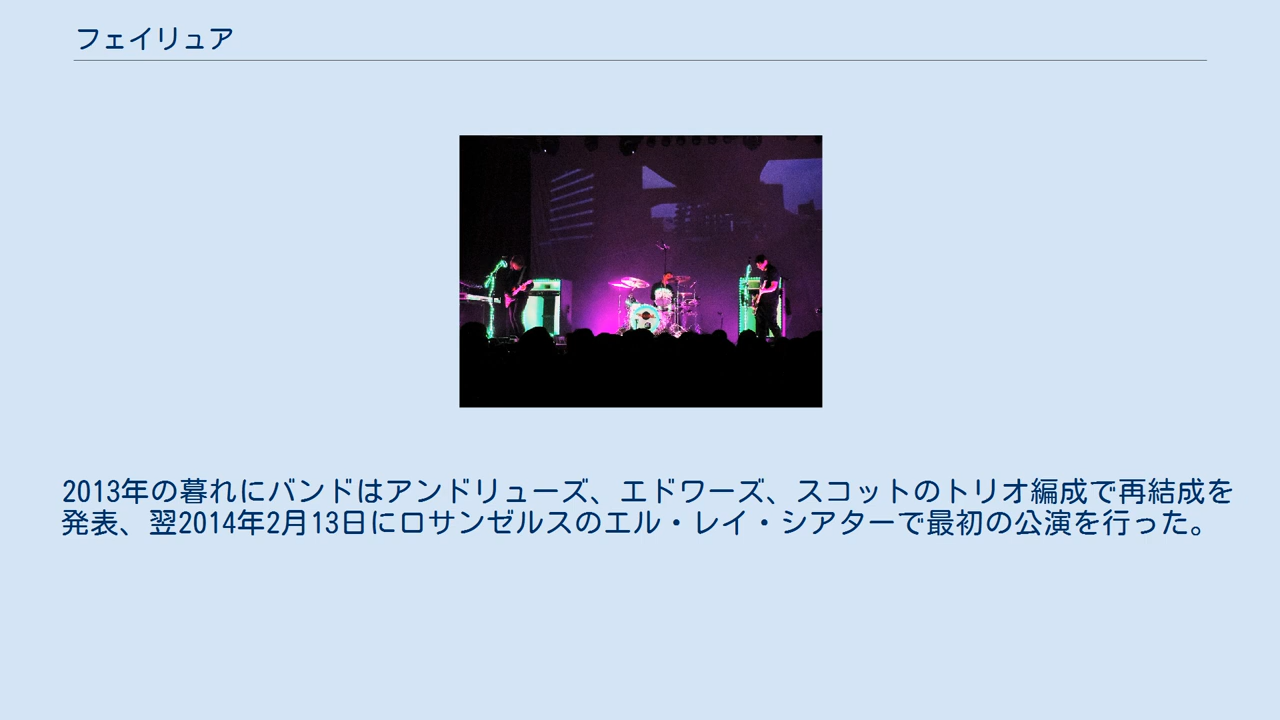 フェイリュア
2013年の暮れにバンドはアンドリューズ、エドワーズ、スコットのトリオ編成で再結成を
発表、翌2014年2月13日にロサンゼルスのエル・レイ・シアターで最初の公演を行った。